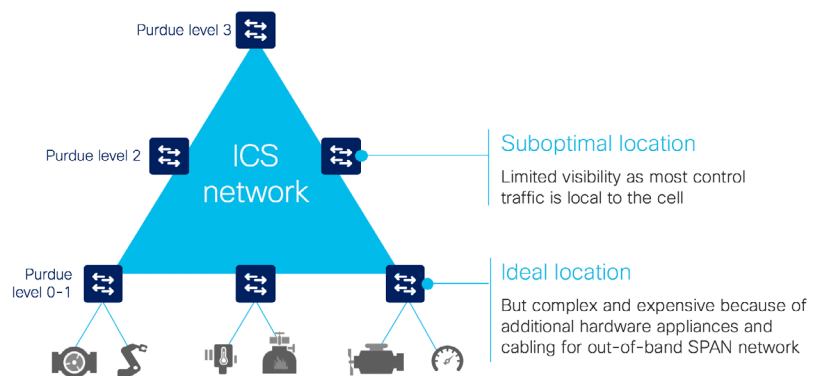 Purdue level 3
Purdue level 2
ICS
network
Suboptimal location
Limited visibility as most control
traffic is local to the cell
Purdue
level 0-1
Ideal location
But complex and expensive because of
additional hardware appliances and
cabling for out-of-band SPAN network